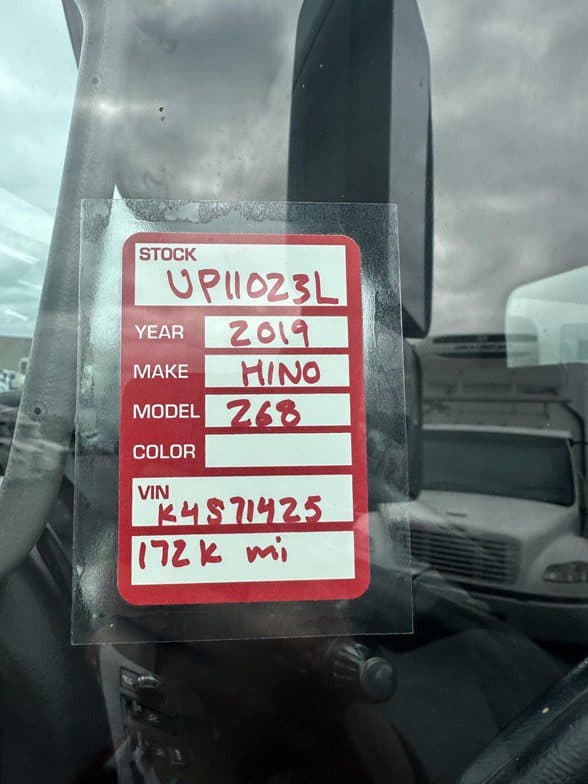 STOCK
UP11023L
YEAR 2019
MAKE HINO
MODEL 268
COLOR
VIN
K4S71425
172K mi